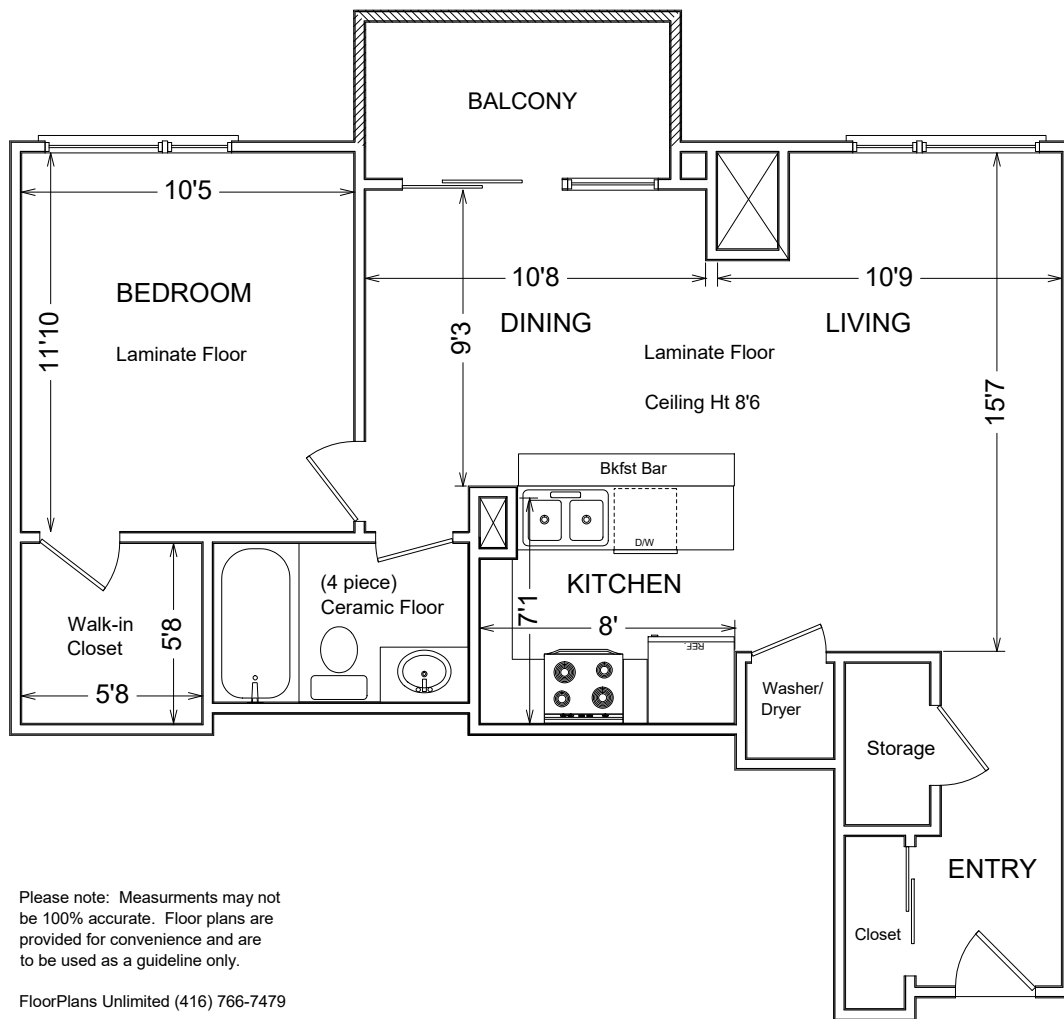 BALCONY
10'5
BEDROOM
11'10
Laminate Floor
10'8
10'9
DINING
LIVING
9'3
Laminate Floor
Ceiling Ht 8'6
15'7
Bkfst Bar
D/W
KITCHEN
7'1
8'
REF
(4 piece)
Ceramic Floor
Walk-in
Closet
5'8
5'8
Washer/
Dryer
Storage
ENTRY
Closet
Please note: Measurments may not
be 100% accurate. Floor plans are
provided for convenience and are
to be used as a guideline only.
FloorPlans Unlimited (416) 766-7479